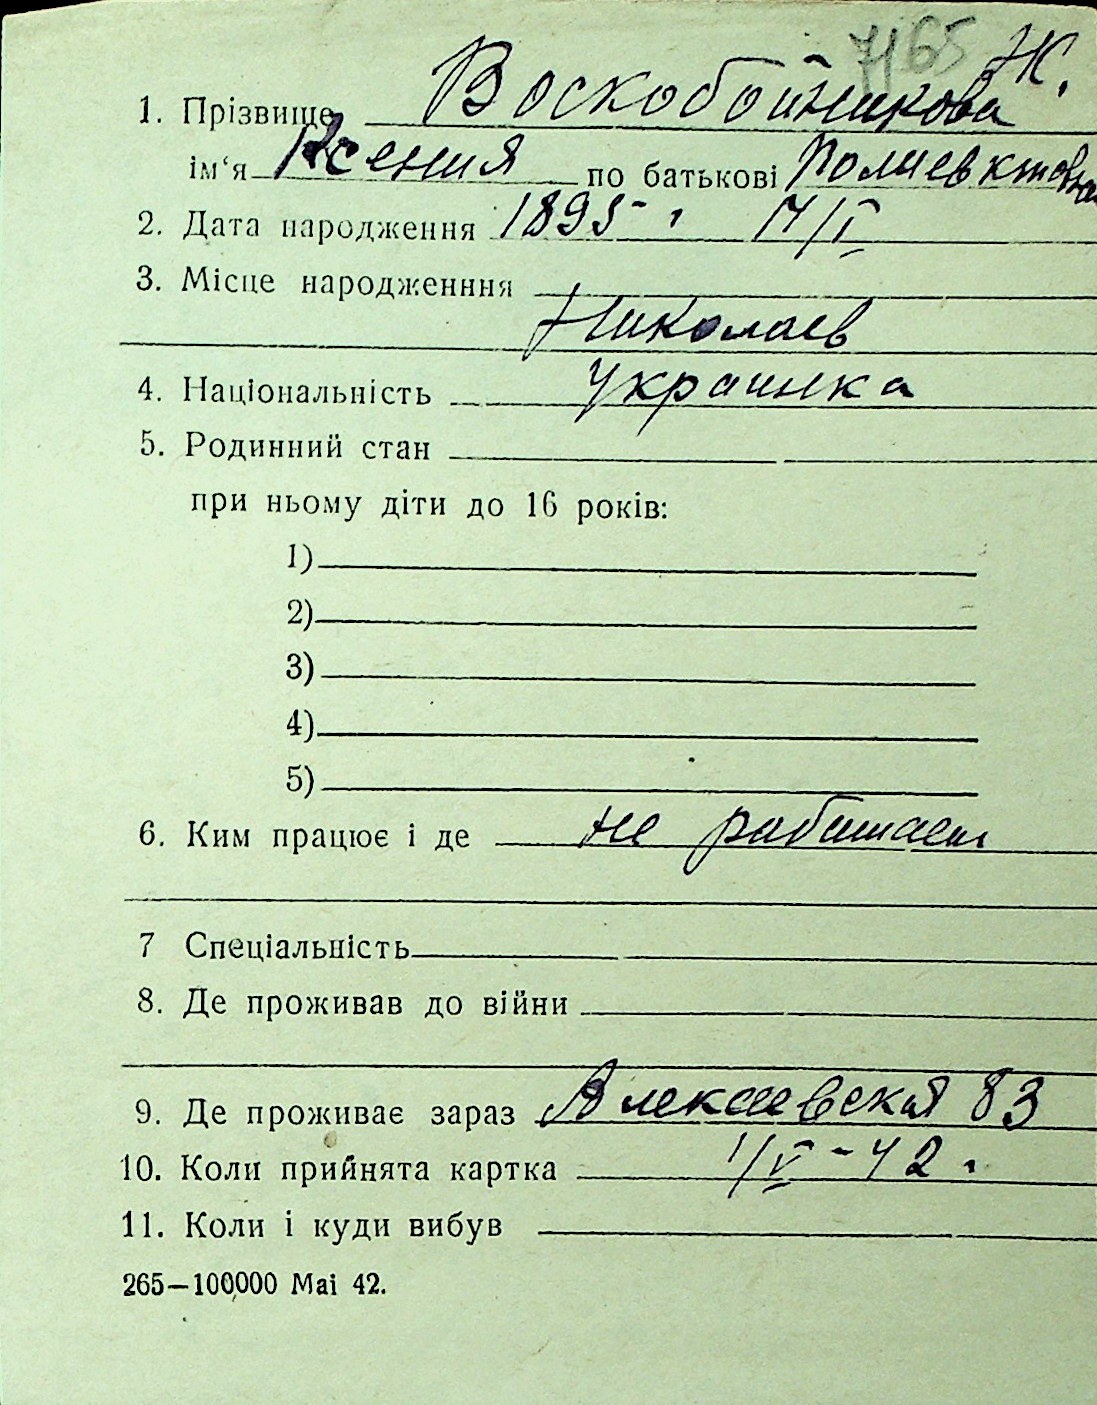 7165 Ж.
1. Прізвище Воскобойникова
ім‘я Ксения по батькові Полиевктовна
2. Дата народження 1895 г. 17/I
3. Місце народженння
Николаев
4. Національність Украинка
5. Родинний стан
при ньому діти до 16 років:
1)
2)
3)
4)
5)
6. Ким працює і де не работает
7 Спеціальність
8. Де проживав до війни
9. Де проживає зараз Алексеевская 83
10. Коли прийнята картка 1/V-42 г.
11. Коли і куди вибув
265—100000 Маі 42.